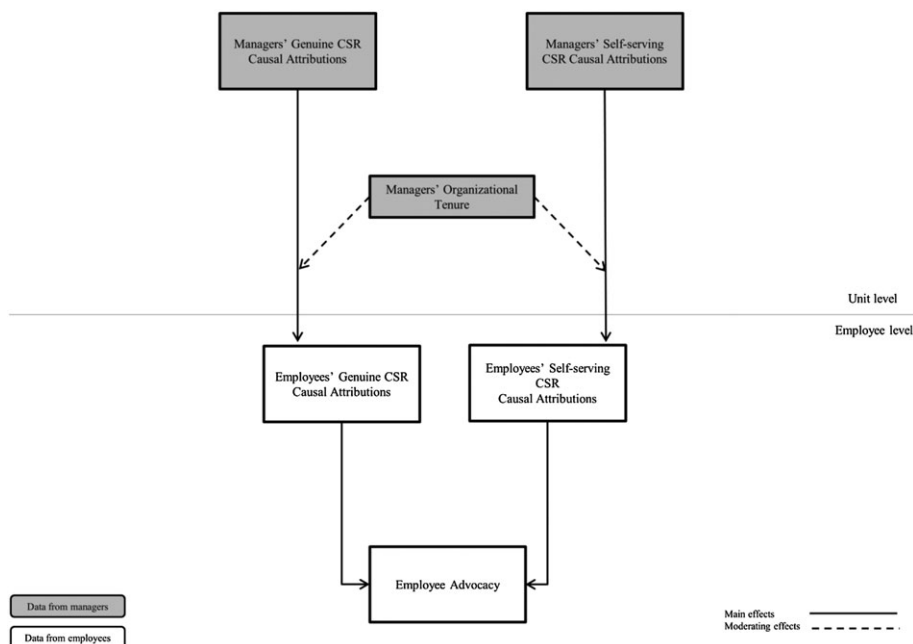 Managers’ Genuine CSR
Causal Attributions
Managers’ Self-serving
CSR Causal Attributions
Managers’ Organizational
Tenure
Unit level
Employee level
Employees’ Genuine CSR
Causal Attributions
Employees’ Self-serving
CSR
Causal Attributions
Employee Advocacy
Data from managers
Data from employees
Main effects
Moderating effects